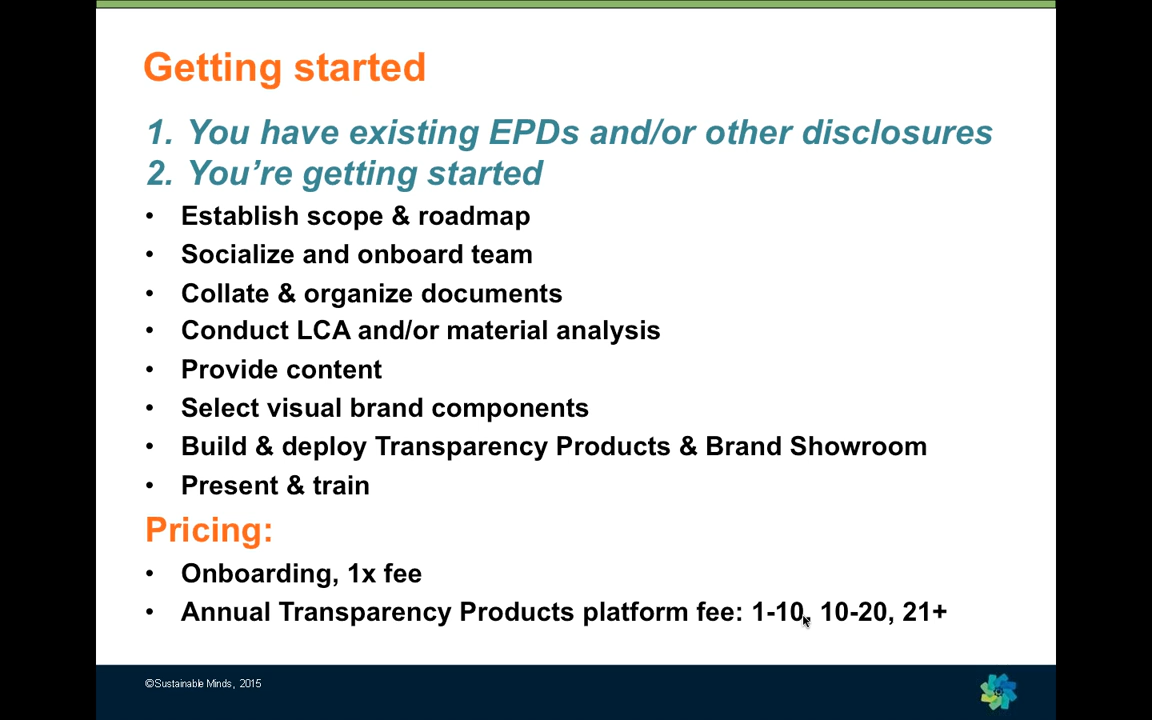 Getting started
1. You have existing EPDs and/or other disclosures
2. You’re getting started
• Establish scope & roadmap
• Socialize and onboard team
• Collate & organize documents
• Conduct LCA and/or material analysis
• Provide content
• Select visual brand components
• Build & deploy Transparency Products & Brand Showroom
• Present & train
Pricing:
• Onboarding, 1x fee
• Annual Transparency Products platform fee: 1-10, 10-20, 21+
©Sustainable Minds, 2015